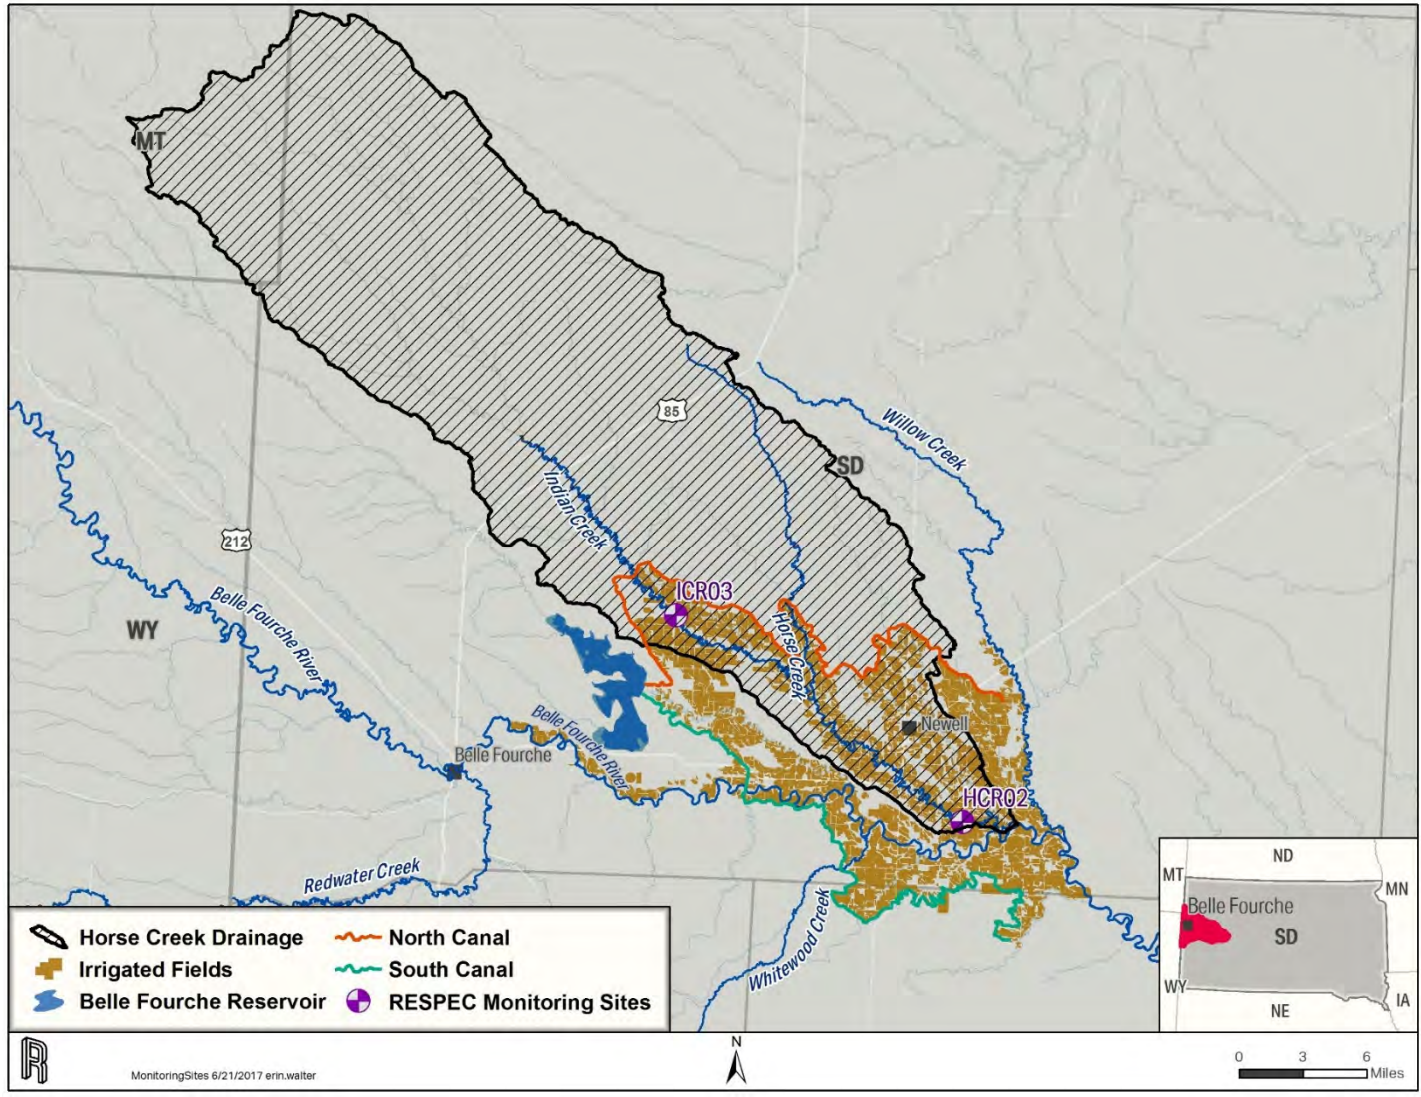 MT
85
Willow Creek
SD
Indian Creek
212
ICR03
Belle Fourche River
WY
Horse Creek
Newell
Belle Fourche River
Belle Fourche
HCR02
Redwater Creek
Whitewood Creek
Horse Creek Drainage
North Canal
Irrigated Fields
South Canal
Belle Fourche Reservoir
RESPEC Monitoring Sites
ND
MT
MN
Belle Fourche
SD
WY
IA
NE
R
MonitoringSites 6/21/2017 erin.walter
N
0 3 6
Miles